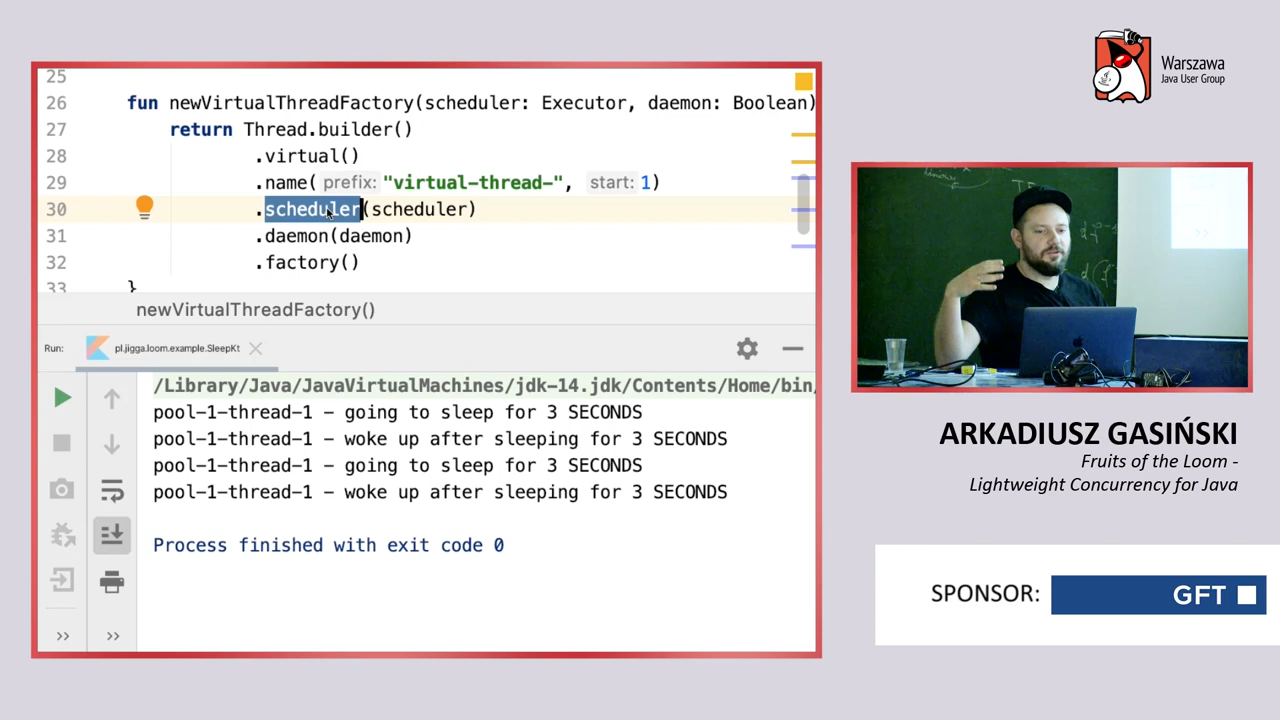 25
26 fun newVirtualThreadFactory(scheduler: Executor, daemon: Boolean)
27 return Thread.builder()
28 .virtual()
29 .name( prefix: "virtual-thread-", start: 1)
30 .scheduler(scheduler)
31 .daemon(daemon)
32 .factory()
33 }
newVirtualThreadFactory()
Run: pl.jigga.loom.example.SleepKt
/Library/Java/JavaVirtualMachines/jdk-14.jdk/Contents/Home/bin/
pool-1-thread-1 - going to sleep for 3 SECONDS
pool-1-thread-1 - woke up after sleeping for 3 SECONDS
pool-1-thread-1 - going to sleep for 3 SECONDS
pool-1-thread-1 - woke up after sleeping for 3 SECONDS
Process finished with exit code 0
Warszawa
Java User Group
ARKADIUSZ GASIŃSKI
Fruits of the Loom -
Lightweight Concurrency for Java
SPONSOR: GFT